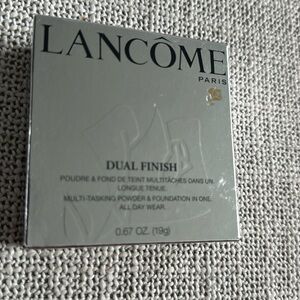 LANCÔME
PARIS
DUAL FINISH
POUDRE & FOND DE TEINT MULTITÂCHES DANS UN.
LONGUE TENUE.
MULTI-TASKING POWDER & FOUNDATION IN ONE.
ALL DAY WEAR.
0.67 OZ. (19g)